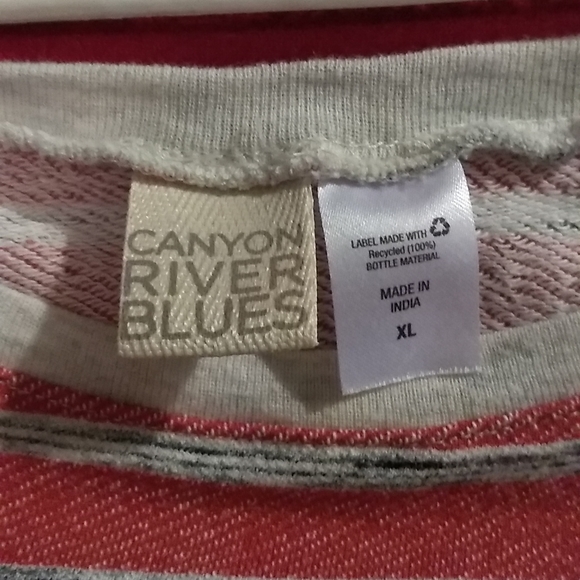 CANYON
RIVER
BLUES
LABEL MADE WITH
Recycled (100%)
BOTTLE MATERIAL
MADE IN
INDIA
XL